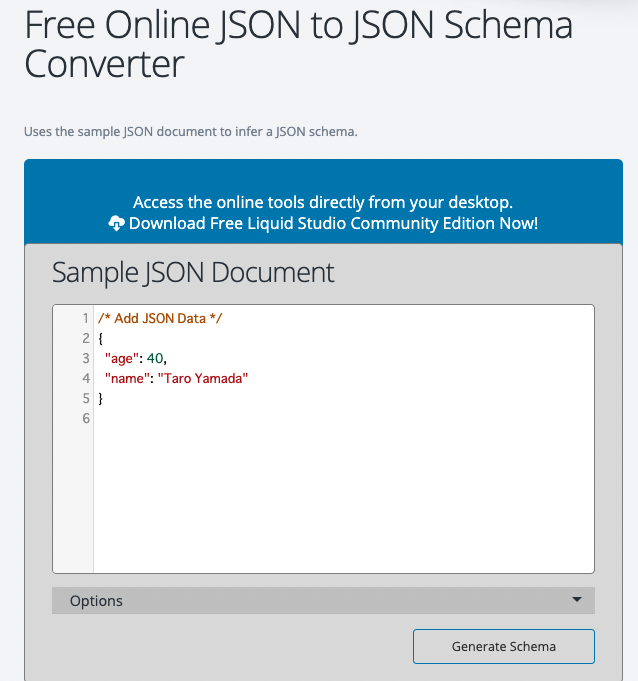 Free Online JSON to JSON Schema
Converter
Uses the sample JSON document to infer a JSON schema.
Access the online tools directly from your desktop.
Download Free Liquid Studio Community Edition Now!
Sample JSON Document
1 /* Add JSON Data */
2 {
3 "age": 40,
4 "name": "Taro Yamada"
5 }
6
Options
Generate Schema